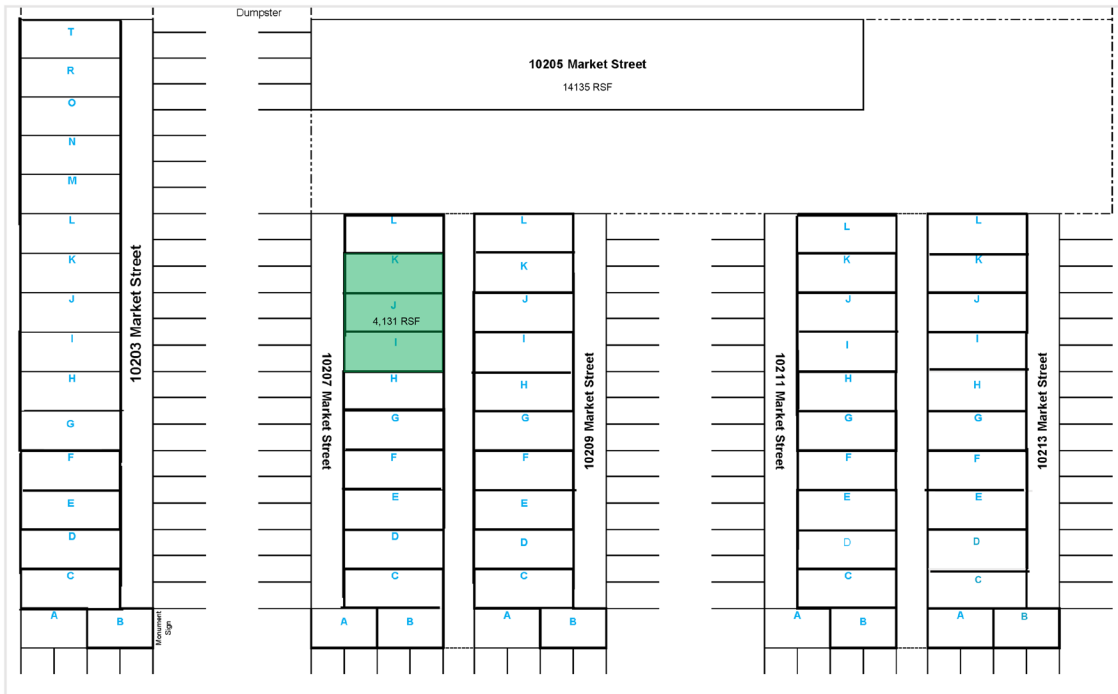 Dumpster
10205 Market Street
14135 RSF
T
R
O
N
M
L
K
J
I
H
G
F
E
D
C
A
B
10203 Market Street
Monument
Sign
10207 Market Street
L
K
J
4,131 RSF
I
H
G
F
E
D
C
A
B
L
K
J
I
H
G
F
E
D
C
A
B
10209 Market Street
10211 Market Street
L
K
J
I
H
G
F
E
D
C
A
B
L
K
J
I
H
G
F
E
D
C
A
B
10213 Market Street